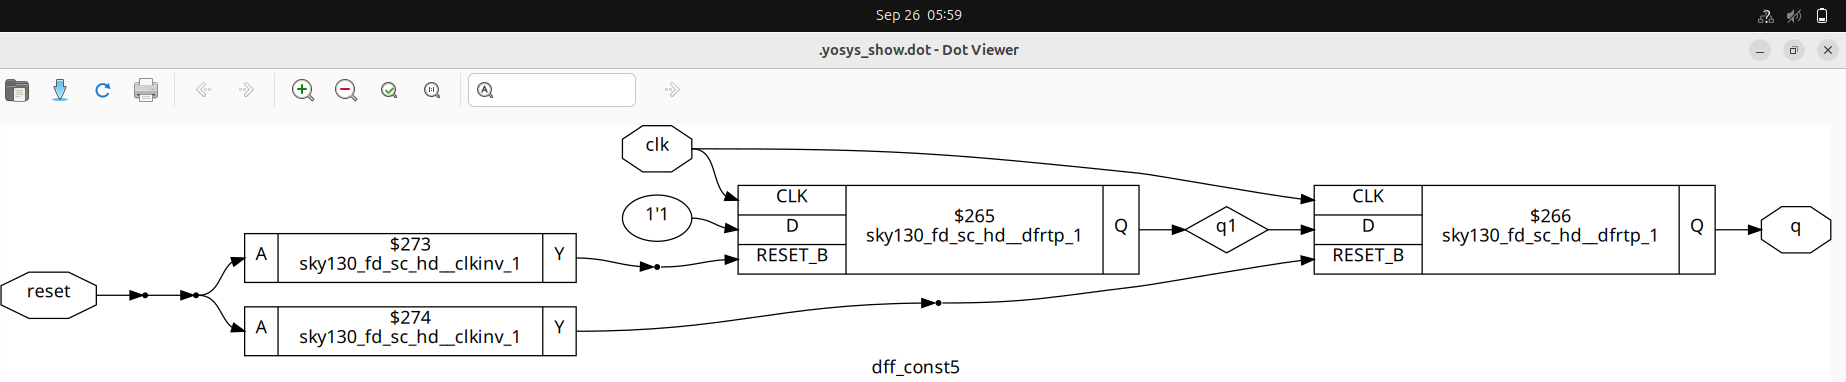 Sep 26 05:59
.yosys_show.dot - Dot Viewer
clk
1'1
CLK
D
RESET_B
$265
sky130_fd_sc_hd__dfrtp_1
Q
q1
CLK
D
RESET_B
$266
sky130_fd_sc_hd__dfrtp_1
Q
q
reset
A
$273
sky130_fd_sc_hd__clkinv_1
Y
A
$274
sky130_fd_sc_hd__clkinv_1
Y
dff_const5